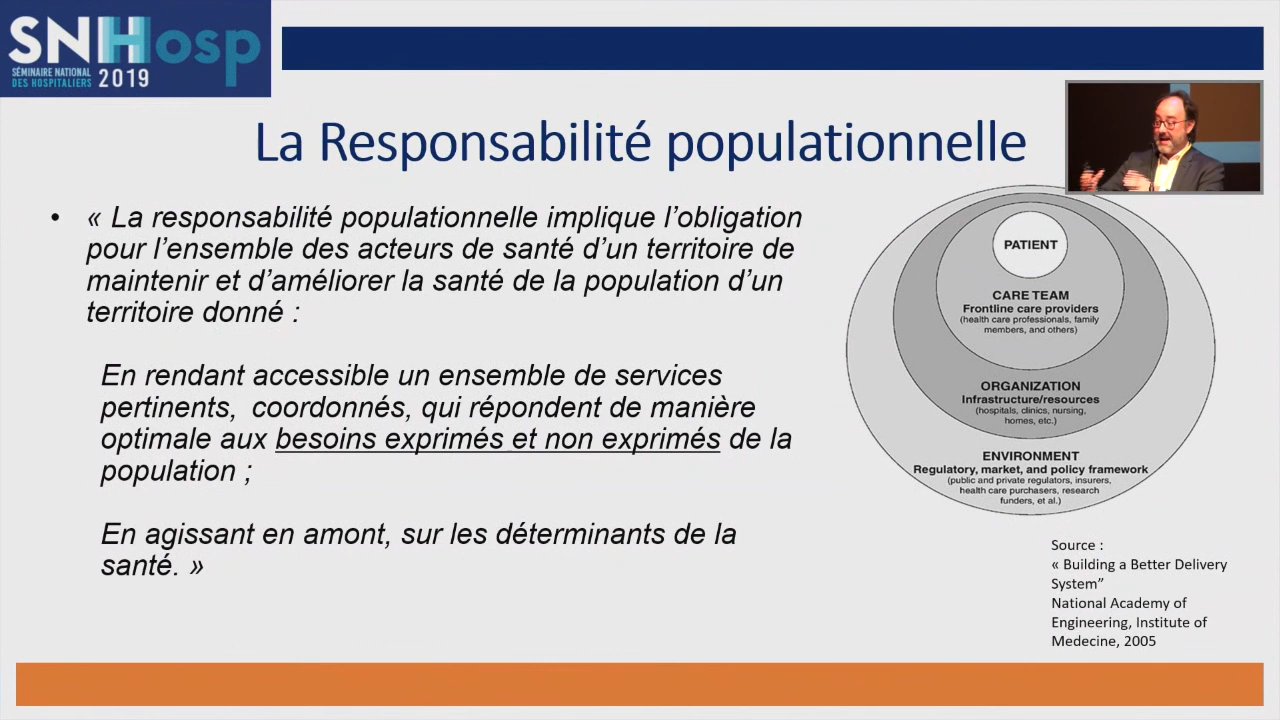 SNHHosp
SÉMINAIRE NATIONAL
DES HOSPITALIERS 2019
La Responsabilité populationnelle
• « La responsabilité populationnelle implique l’obligation
pour l’ensemble des acteurs de santé d’un territoire de
maintenir et d’améliorer la santé de la population d’un
territoire donné :
En rendant accessible un ensemble de services
pertinents, coordonnés, qui répondent de manière
optimale aux besoins exprimés et non exprimés de la
population ;
En agissant en amont, sur les déterminants de la
santé. »
PATIENT
CARE TEAM
Frontline care providers
(health care professionals, family
members, and others)
ORGANIZATION
Infrastructure/resources
(hospitals, clinics, nursing,
homes, etc.)
ENVIRONMENT
Regulatory, market, and policy framework
(public and private regulators, insurers,
health care purchasers, research
funders, et al.)
Source :
« Building a Better Delivery
System”
National Academy of
Engineering, Institute of
Medecine, 2005